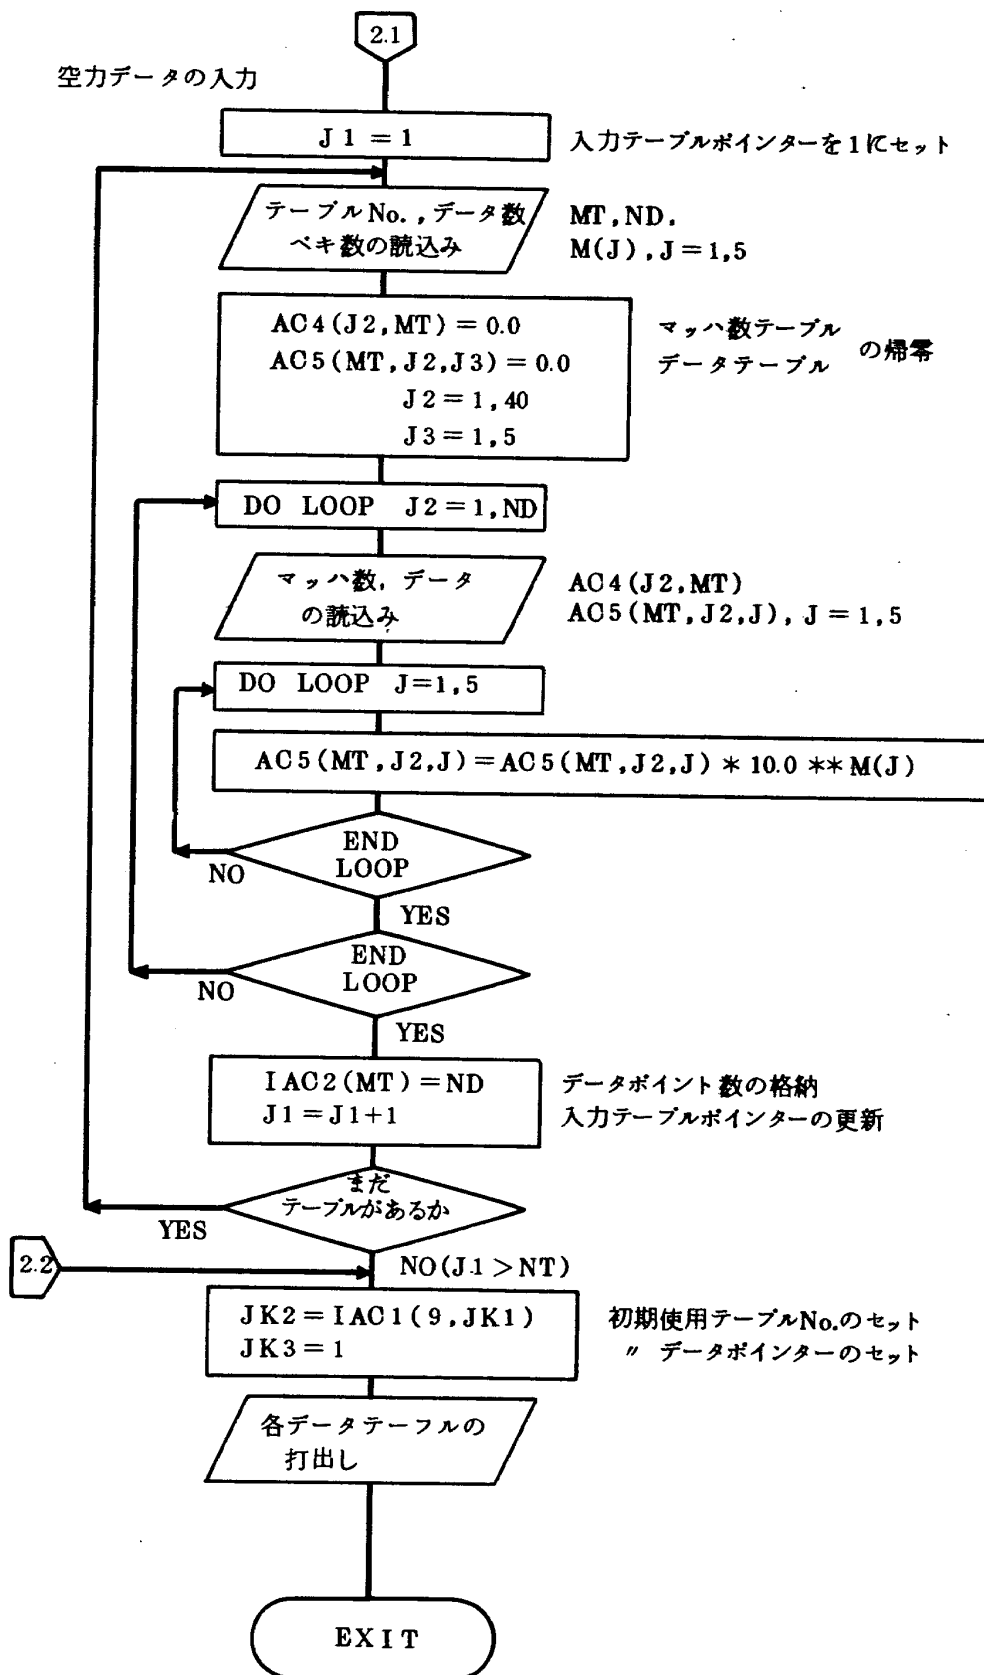 2.1
空力データの入力
J1=1
入力テーブルポインターを1にセット
テーブルNo.,データ数
ベキ数の読込み
MT,ND.
M(J),J=1,5
AC4(J2,MT)=0.0
AC5(MT,J2,J3)=0.0
J2=1,40
J3=1,5
マッハ数テーブル
データテーブル
の帰零
DO LOOP J2=1,ND
マッハ数,データ
の読込み
AC4(J2,MT)
AC5(MT,J2,J),J=1,5
DO LOOP J=1,5
AC5(MT,J2,J)=AC5(MT,J2,J)*10.0**M(J)
END
LOOP
NO
YES
END
LOOP
NO
YES
IAC2(MT)=ND
J1=J1+1
データポイント数の格納
入力テーブルポインターの更新
まだ
テーブルがあるか
YES
2.2
NO(J1>NT)
JK2=IAC1(9,JK1)
JK3=1
初期使用テーブルNo.のセット
〃 データポインターのセット
各データテーフルの
打出し
EXIT